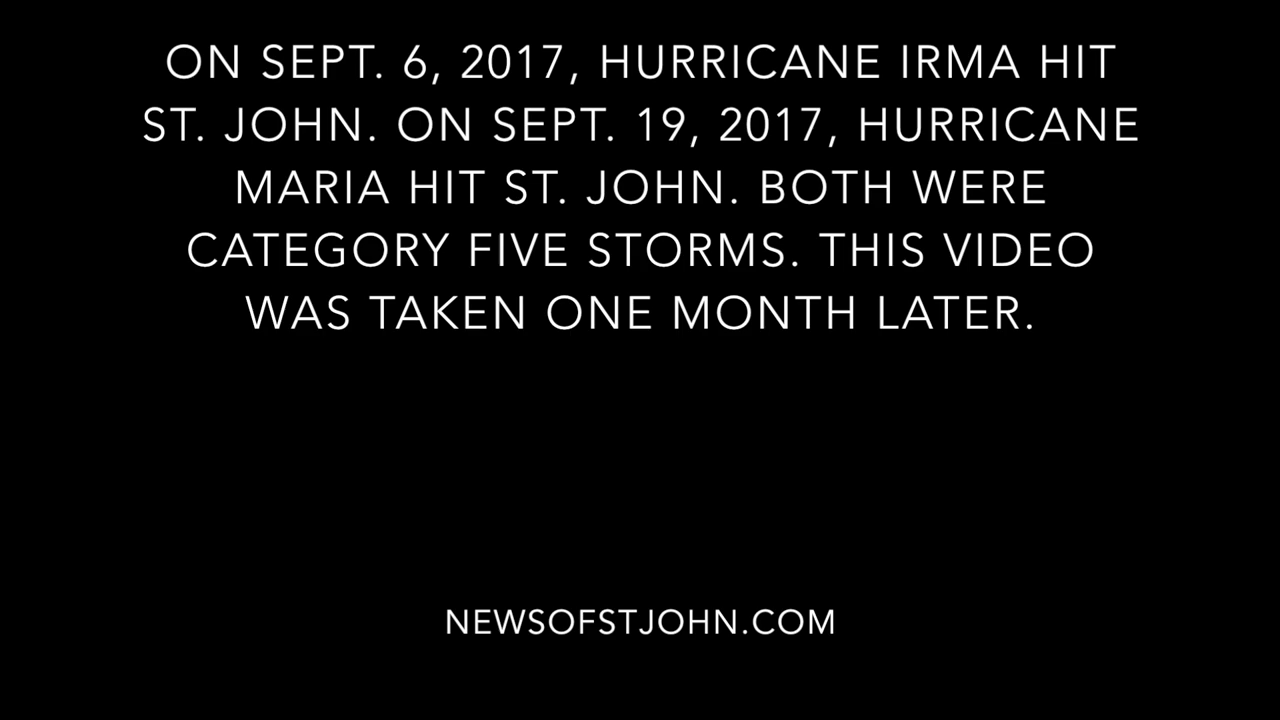 ON SEPT. 6, 2017, HURRICANE IRMA HIT
ST. JOHN. ON SEPT. 19, 2017, HURRICANE
MARIA HIT ST. JOHN. BOTH WERE
CATEGORY FIVE STORMS. THIS VIDEO
WAS TAKEN ONE MONTH LATER.
NEWSOFSTJOHN.COM